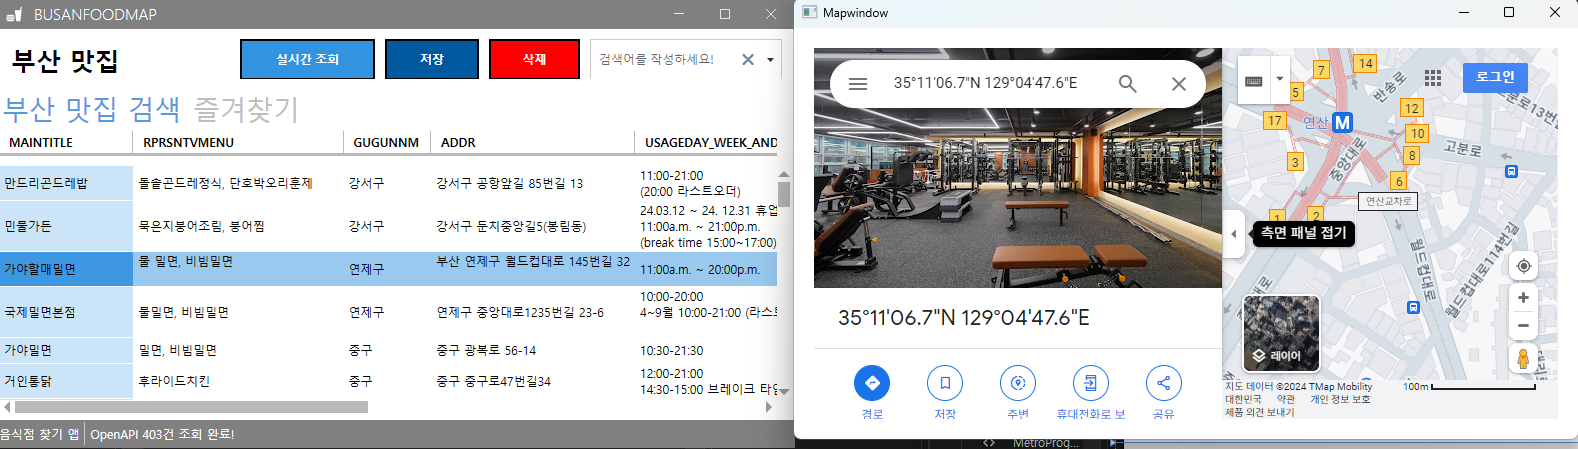 BUSANFOODMAP
부산 맛집
실시간 조회
저장
삭제
검색어를 작성하세요!
부산 맛집 검색 즐겨찾기
MAINTITLE RPRSNTVMENU GUGUNNM ADDR USAGEDAY_WEEK_AND
만드리곤드레밥 돌솥곤드레정식, 단호박오리훈제 강서구 강서구 공항앞길 85번길 13 11:00-21:00
(20:00 라스트오더)
민물가든 묵은지붕어조림, 붕어찜 강서구 강서구 둔치중앙길5(봉림동) 24.03.12 ~ 24. 12.31 휴업
11:00a.m. ~ 21:00p.m.
(break time 15:00~17:00)
가야할매밀면 물 밀면, 비빔밀면 연제구 부산 연제구 월드컵대로 145번길 32 11:00a.m. ~ 20:00p.m.
국제밀면본점 물밀면, 비빔밀면 연제구 연제구 중앙대로1235번길 23-6 10:00-20:00
4~9월 10:00-21:00 (라스트
가야밀면 밀면, 비빔밀면 중구 중구 광복로 56-14 10:30-21:30
거인통닭 후라이드치킨 중구 중구 중구로47번길34 12:00-21:00
14:30-15:00 브레이크 타임
음식점 찾기 앱 OpenAPI 403건 조회 완료!
Mapwindow
35°11'06.7"N 129°04'47.6"E
35°11'06.7"N 129°04'47.6"E
경로
저장
주변
휴대전화로 보
공유
로그인
14
7
5
17
3
12
10
8
6
1
2
연산
M
반송로
고분로13번길
고분로
중앙대로
연산교차로
측면 패널 접기
월드컵대로
월드컵대로114번길
레이어
지도 데이터 ©2024 TMap Mobility
대한민국 약관 개인 정보 보호
제품 의견 보내기
100m
MetroProg...